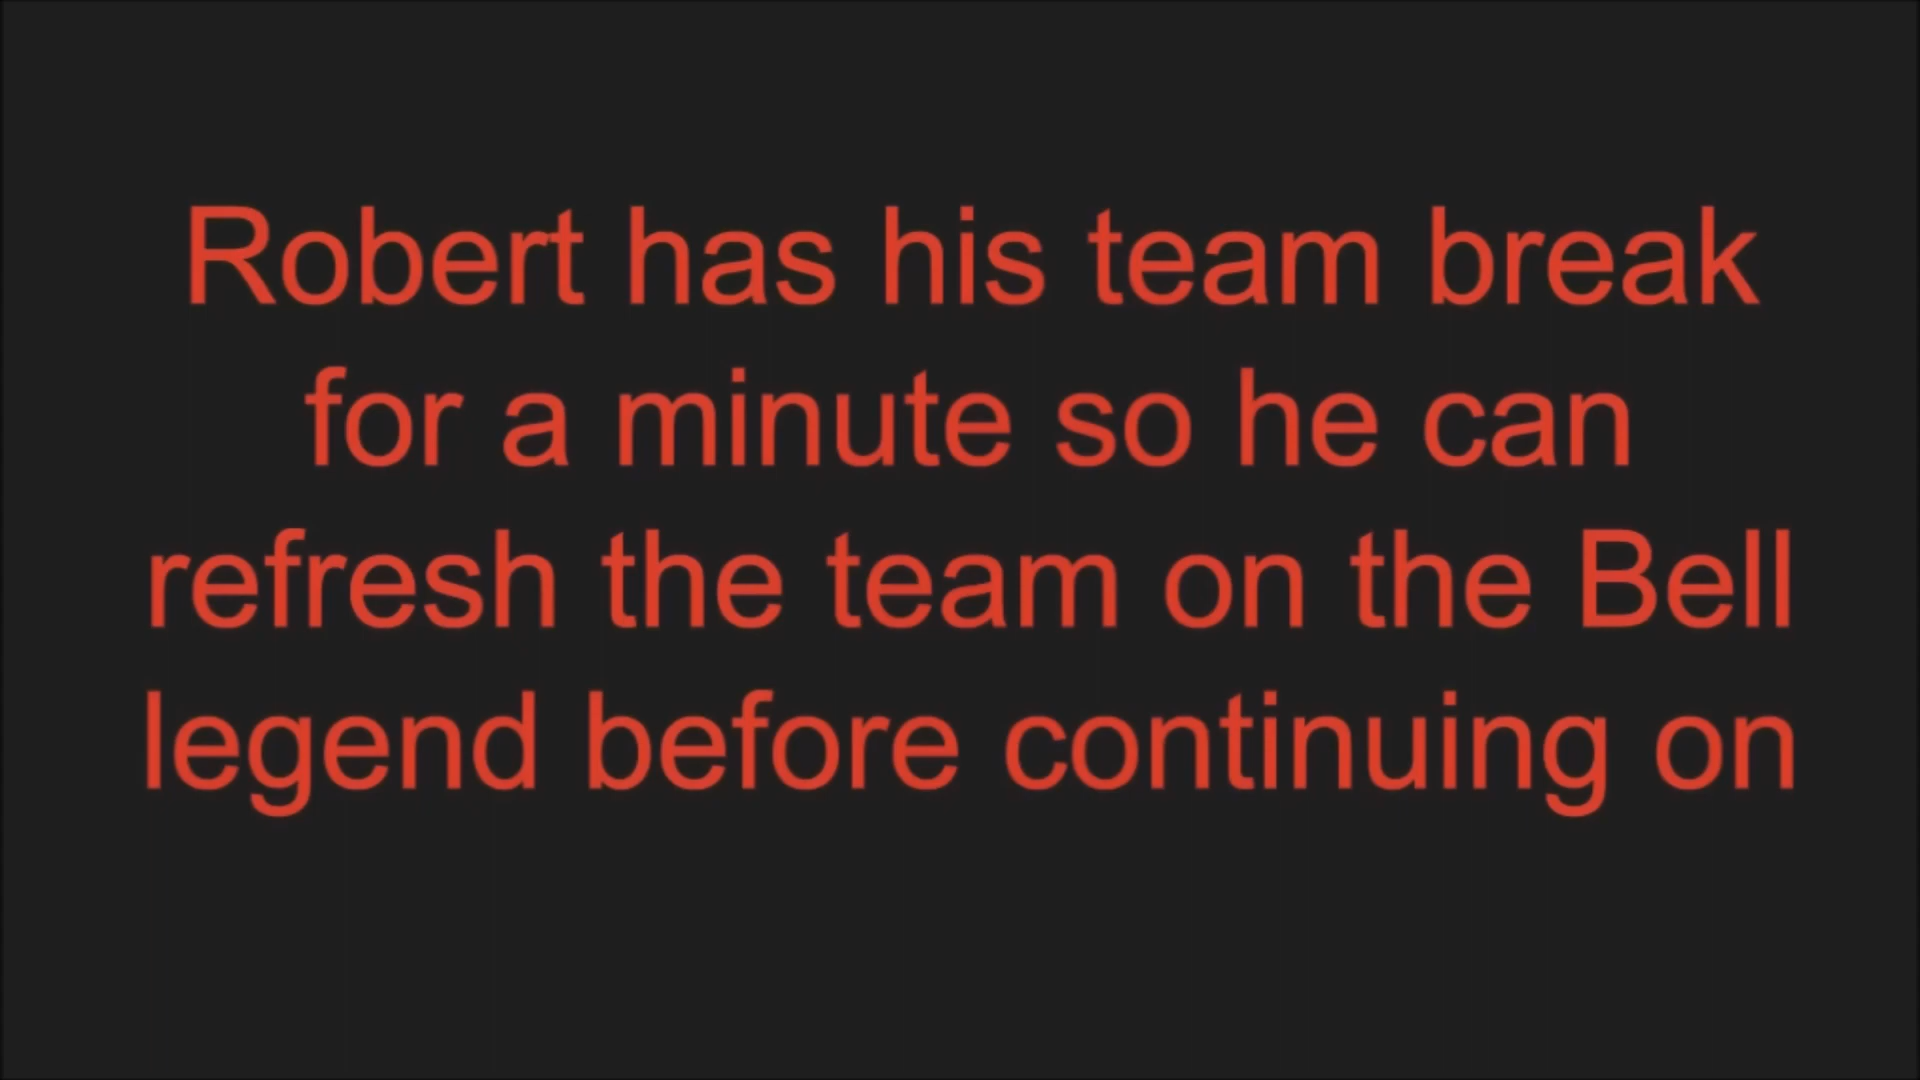 Robert has his team break
for a minute so he can
refresh the team on the Bell
legend before continuing on